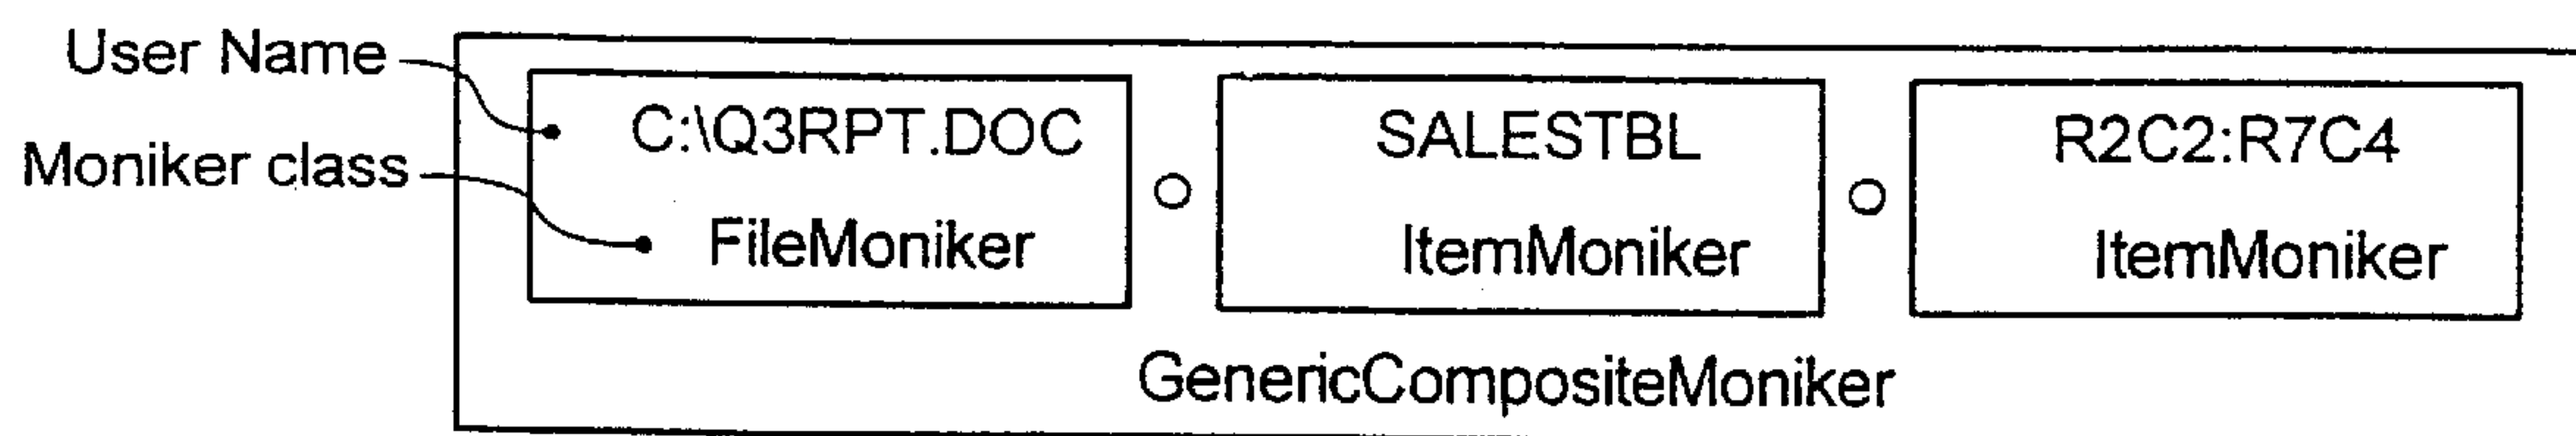 User Name
Moniker class
C:\Q3RPT.DOC
FileMoniker
SALESTBL
ItemMoniker
R2C2:R7C4
ItemMoniker
GenericCompositeMoniker